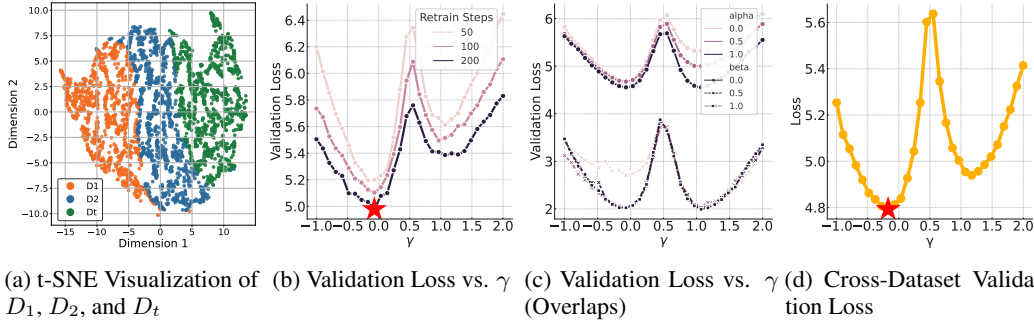 Dimension 2
10.0
7.5
5.0
2.5
0.0
−2.5
−5.0
−7.5
−10.0
D1
D2
Dt
−15 −10 −5 0 5 10
Dimension 1
Validation Loss
6.4
6.2
6.0
5.8
5.6
5.4
5.2
5.0
Retrain Steps
50
100
200
−1.0 −0.5 0.0 0.5 1.0 1.5 2.0
γ
Validation Loss
6
5
4
3
2
alpha
0.0
0.5
1.0
beta
0.0
0.5
1.0
−1.0 −0.5 0.0 0.5 1.0 1.5 2.0
γ
Loss
5.6
5.4
5.2
5.0
4.8
−1.0 −0.5 0.0 0.5 1.0 1.5 2.0
γ
(a) t-SNE Visualization of
D1, D2, and Dt
(b) Validation Loss vs. γ
(c) Validation Loss vs. γ
(Overlaps)
(d) Cross-Dataset Valida
tion Loss